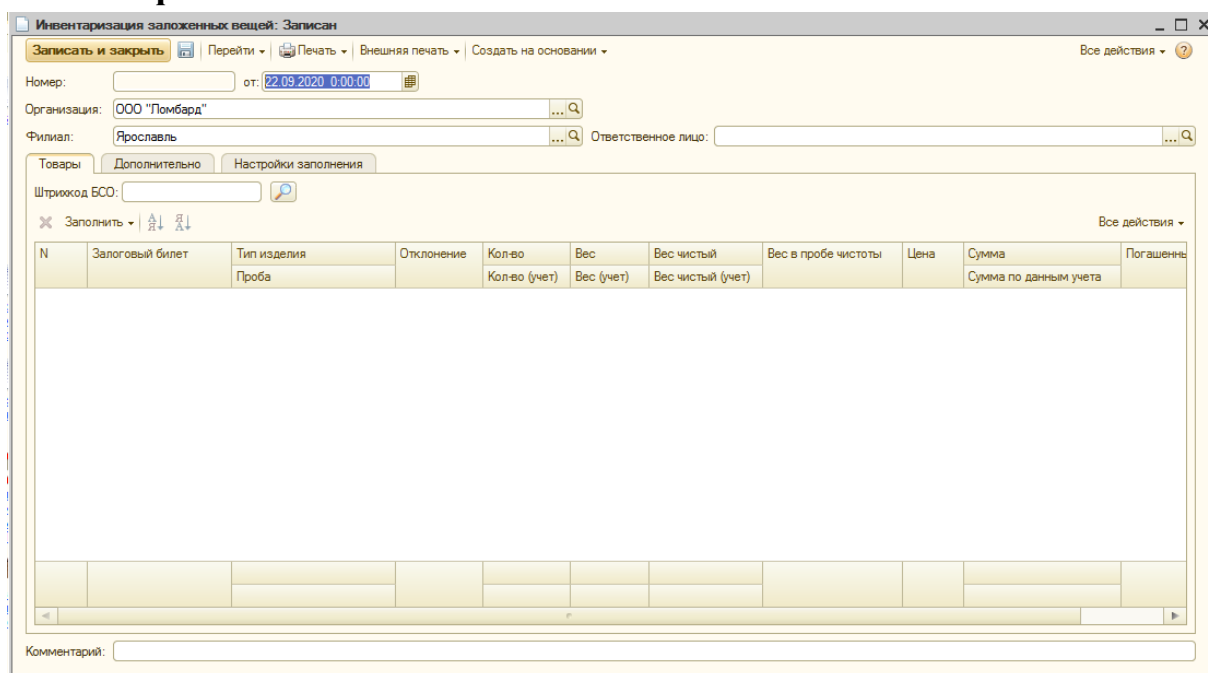 Инвентаризация заложенных вещей: Записан
Записать и закрыть Перейти Печать Внешняя печать Создать на основании Все действия ?
Номер: от: 22.09.2020 0:00:00
Организация: ООО "Ломбард" ...
Филиал: Ярославль ... Ответственное лицо: ...
Товары Дополнительно Настройки заполнения
Штрихкод БСО:
Заполнить Все действия
N Залоговый билет Тип изделия Отклонение Кол-во Вес Вес чистый Вес в пробе чистоты Цена Сумма Погашеннь
Проба Кол-во (учет) Вес (учет) Вес чистый (учет) Сумма по данным учета
Комментарий: